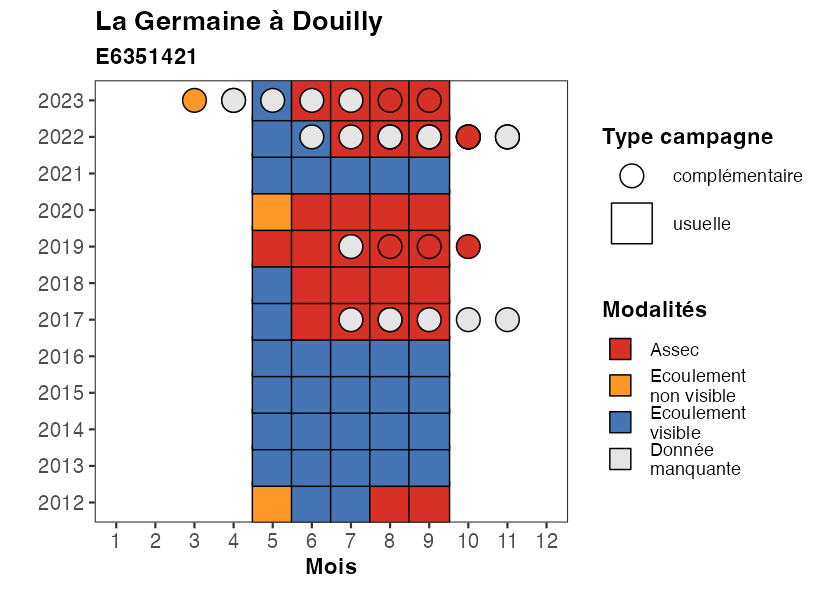 La Germaine à Douilly
E6351421
2023
2022
2021
2020
2019
2018
2017
2016
2015
2014
2013
2012
1 2 3 4 5 6 7 8 9 10 11 12
Mois
Type campagne
complémentaire
usuelle
Modalités
Assec
Ecoulement
non visible
Ecoulement
visible
Donnée
manquante